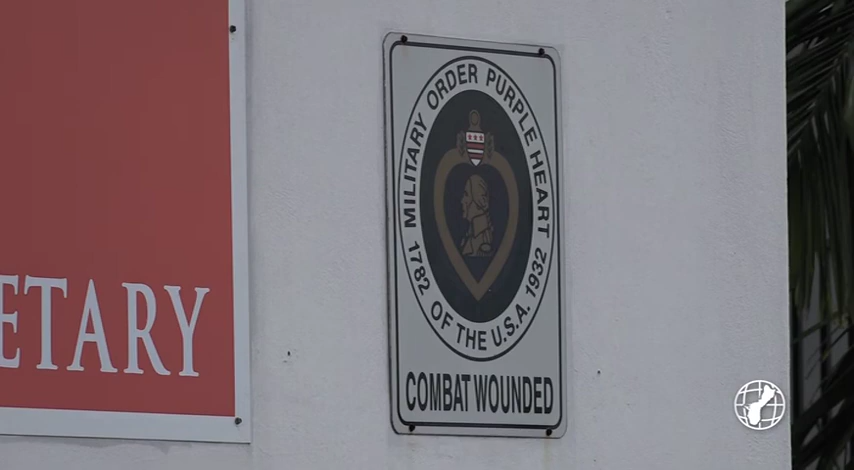 ETARY
MILITARY ORDER PURPLE HEART
1782 OF THE U.S.A. 1932
COMBAT WOUNDED